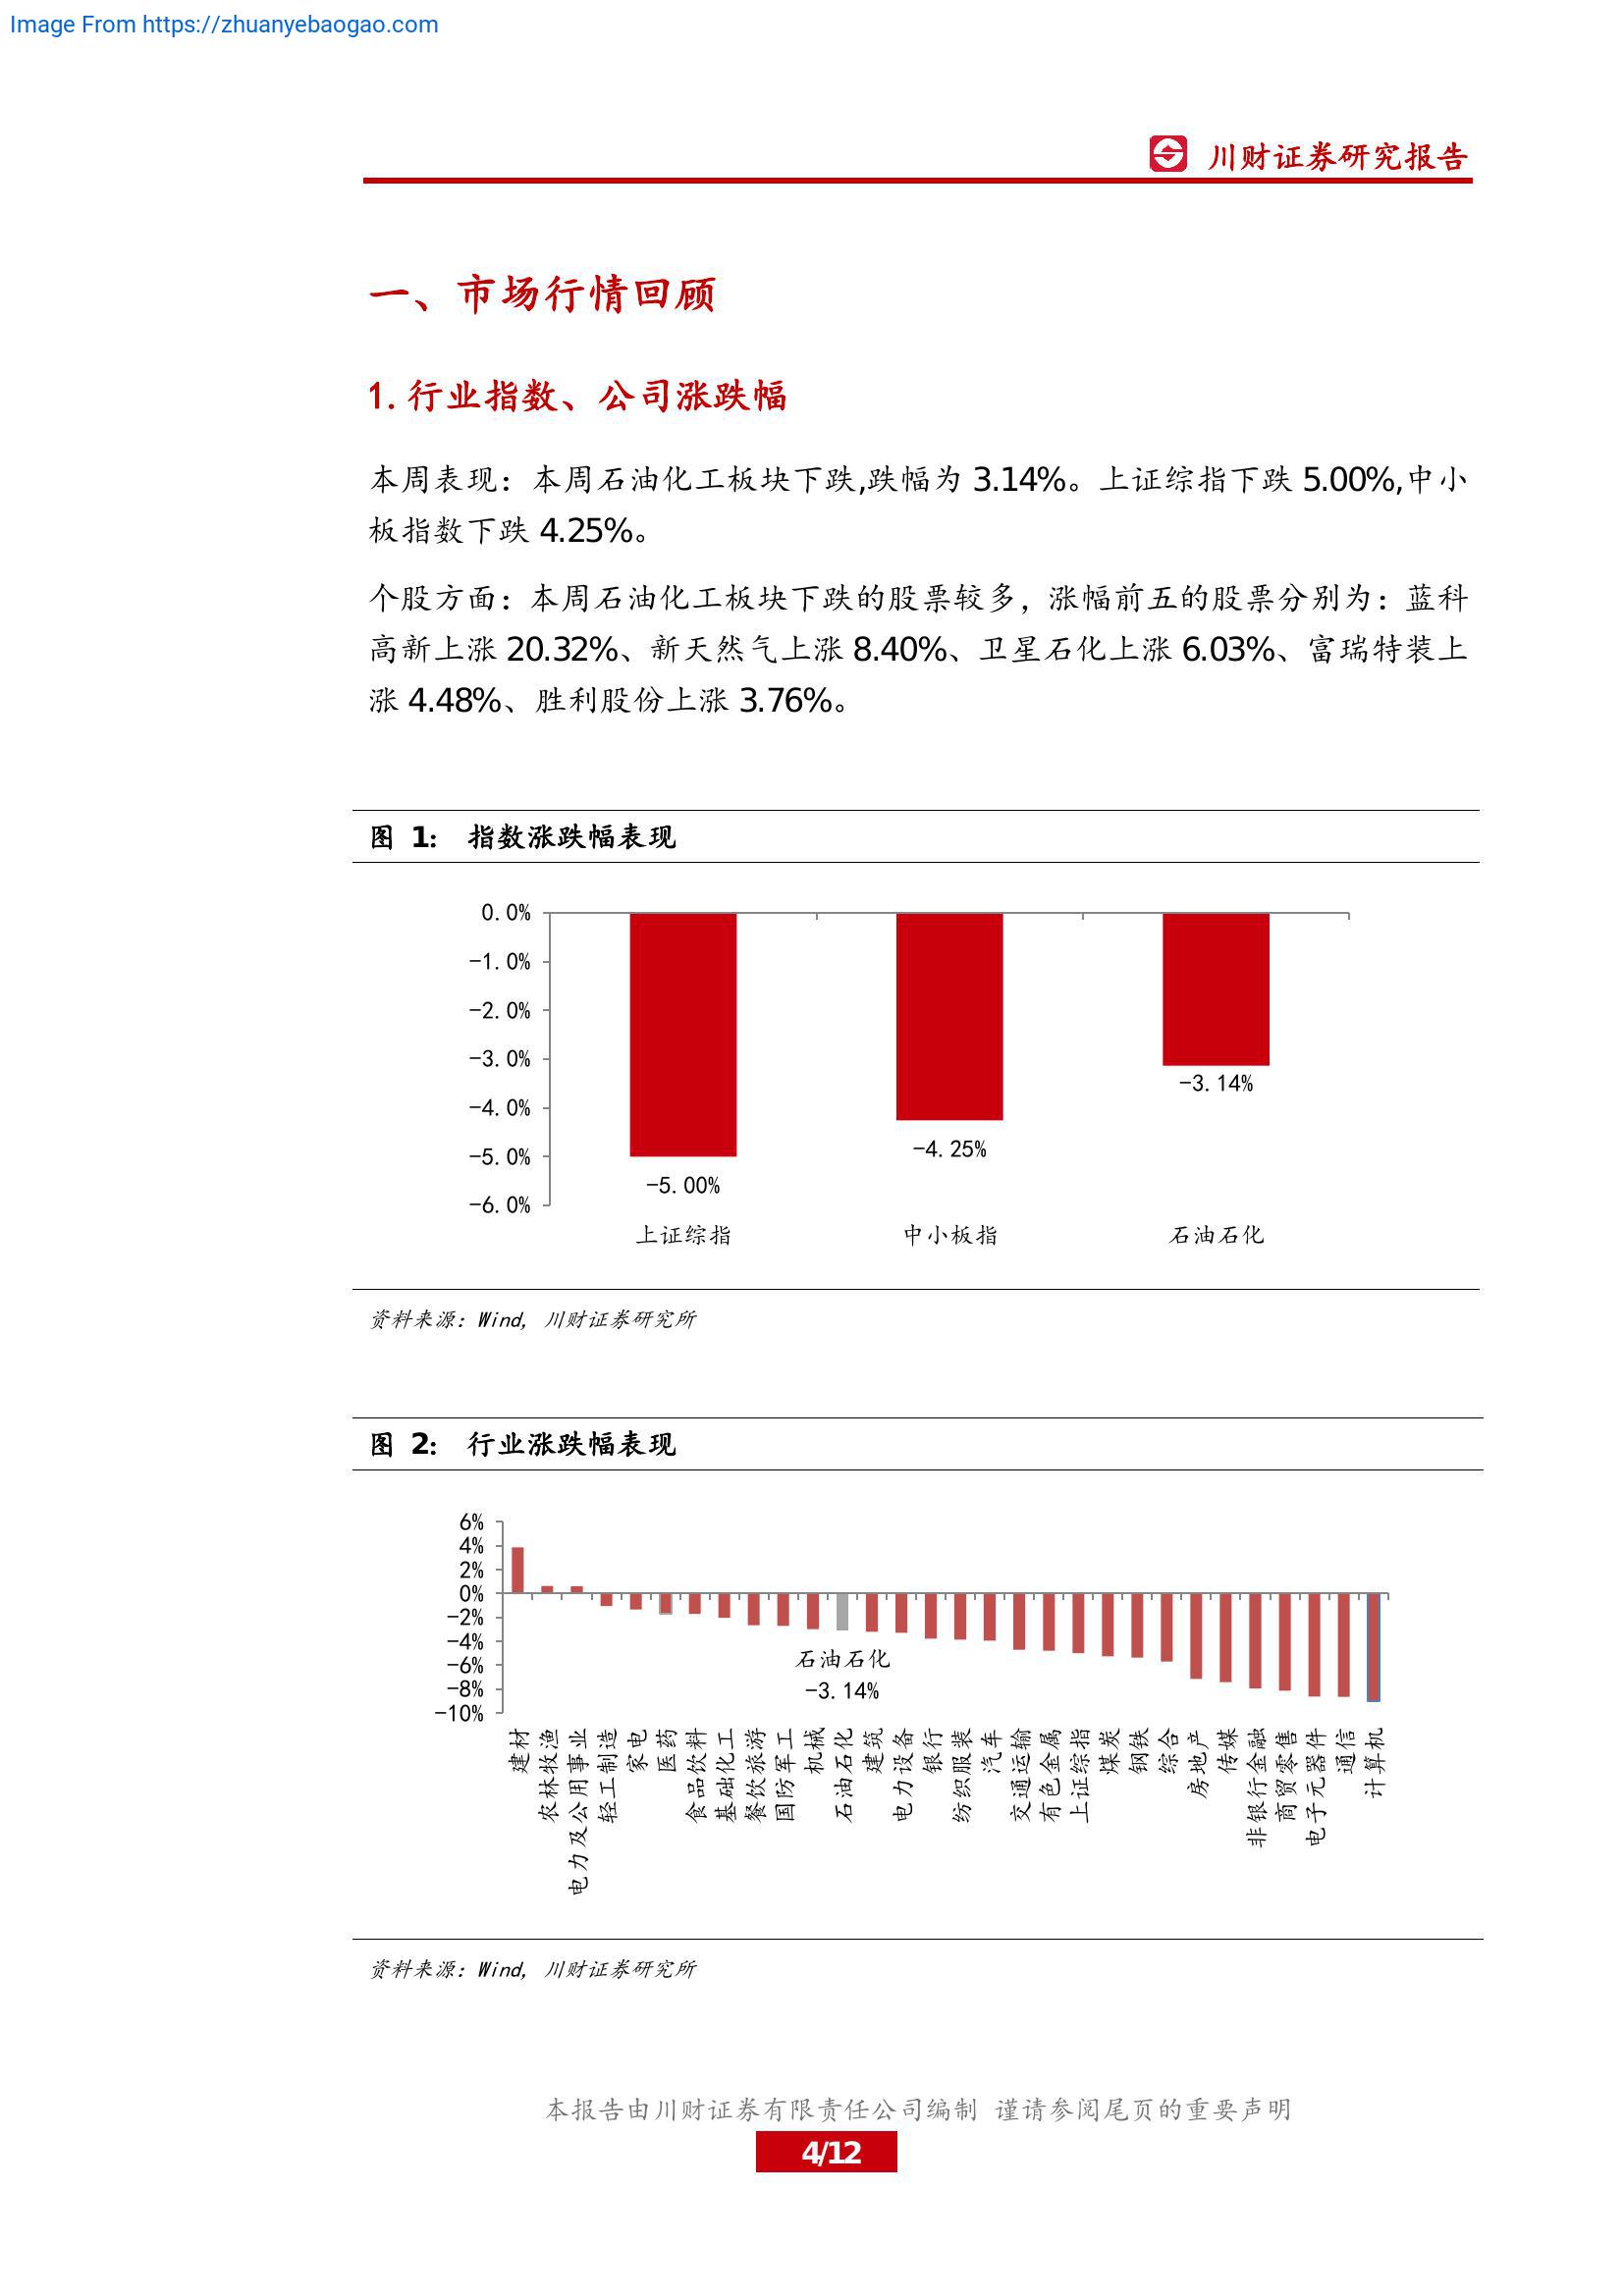 Image From https://zhuanyebaogao.com
川财证券研究报告
一、市场行情回顾
1.行业指数、公司涨跌幅
本周表现：本周石油化工板块下跌,跌幅为 3.14%。上证综指下跌 5.00%,中小
板指数下跌 4.25%。
个股方面：本周石油化工板块下跌的股票较多，涨幅前五的股票分别为：蓝科
高新上涨 20.32%、新天然气上涨 8.40%、卫星石化上涨 6.03%、富瑞特装上
涨 4.48%、胜利股份上涨 3.76%。
图 1： 指数涨跌幅表现
0.0%
-1.0%
-2.0%
-3.0%
-4.0%
-5.0%
-6.0%
-5.00%
-4.25%
-3.14%
上证综指
中小板指
石油石化
资料来源：Wind, 川财证券研究所
图 2： 行业涨跌幅表现
6%
4%
2%
0%
-2%
-4%
-6%
-8%
-10%
石油石化
-3.14%
建材
农林牧渔
电力及公用事业
轻工制造
家电
医药
食品饮料
基础化工
餐饮旅游
国防军工
机械
石油石化
建筑
电力设备
银行
纺织服装
汽车
交通运输
有色金属
上证综指
煤炭
钢铁
综合
房地产
传媒
非银行金融
商贸零售
电子元器件
通信
计算机
资料来源：Wind, 川财证券研究所
本报告由川财证券有限责任公司编制 谨请参阅尾页的重要声明
4/12